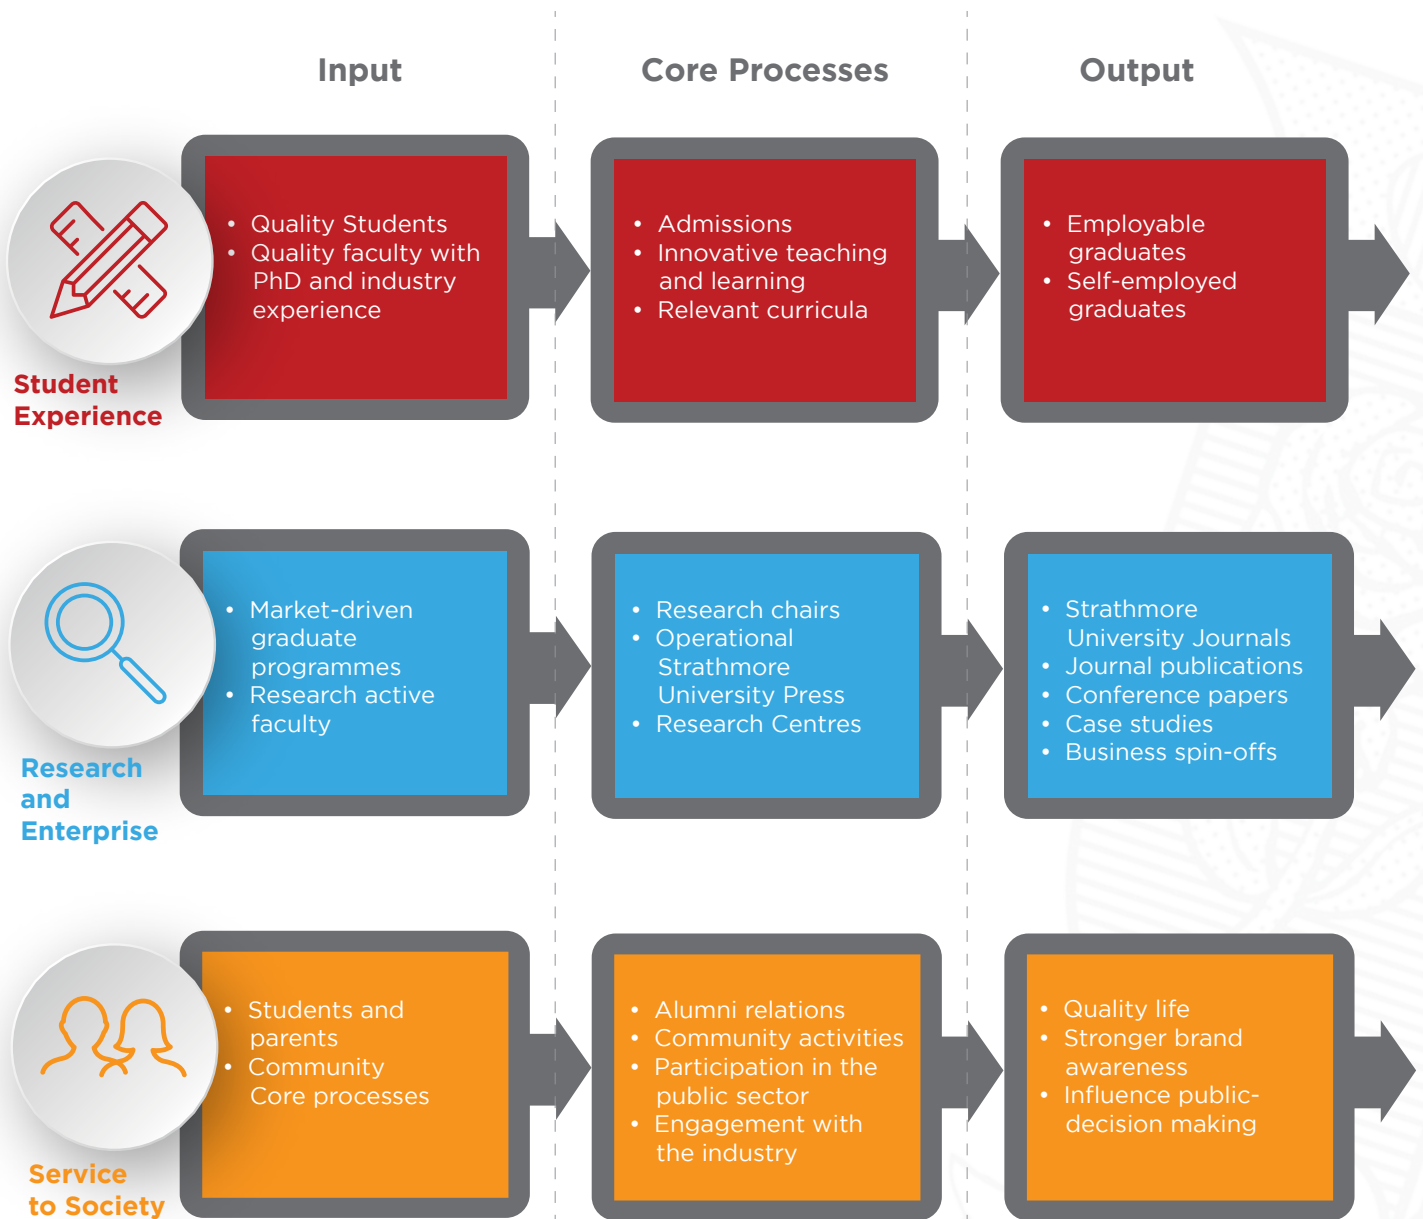 Input
Core Processes
Output
Student
Experience
• Quality Students
• Quality faculty with
PhD and industry
experience
• Admissions
• Innovative teaching
and learning
• Relevant curricula
• Employable
graduates
• Self-employed
graduates
Research
and
Enterprise
• Market-driven
graduate
programmes
• Research active
faculty
• Research chairs
• Operational
Strathmore
University Press
• Research Centres
• Strathmore
University Journals
• Journal publications
• Conference papers
• Case studies
• Business spin-offs
Service
to Society
• Students and
parents
• Community
Core processes
• Alumni relations
• Community activities
• Participation in the
public sector
• Engagement with
the industry
• Quality life
• Stronger brand
awareness
• Influence public-
decision making